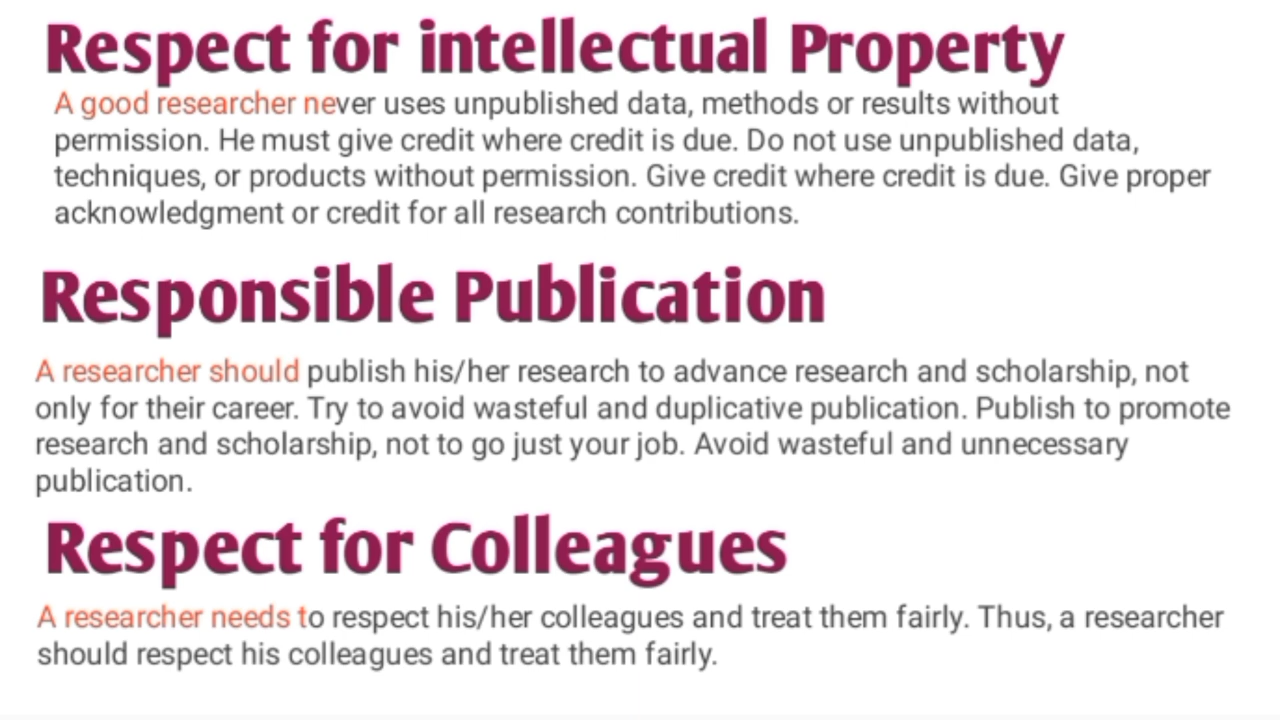 Respect for intellectual Property
A good researcher never uses unpublished data, methods or results without
permission. He must give credit where credit is due. Do not use unpublished data,
techniques, or products without permission. Give credit where credit is due. Give proper
acknowledgment or credit for all research contributions.
Responsible Publication
A researcher should publish his/her research to advance research and scholarship, not
only for their career. Try to avoid wasteful and duplicative publication. Publish to promote
research and scholarship, not to go just your job. Avoid wasteful and unnecessary
publication.
Respect for Colleagues
A researcher needs to respect his/her colleagues and treat them fairly. Thus, a researcher
should respect his colleagues and treat them fairly.